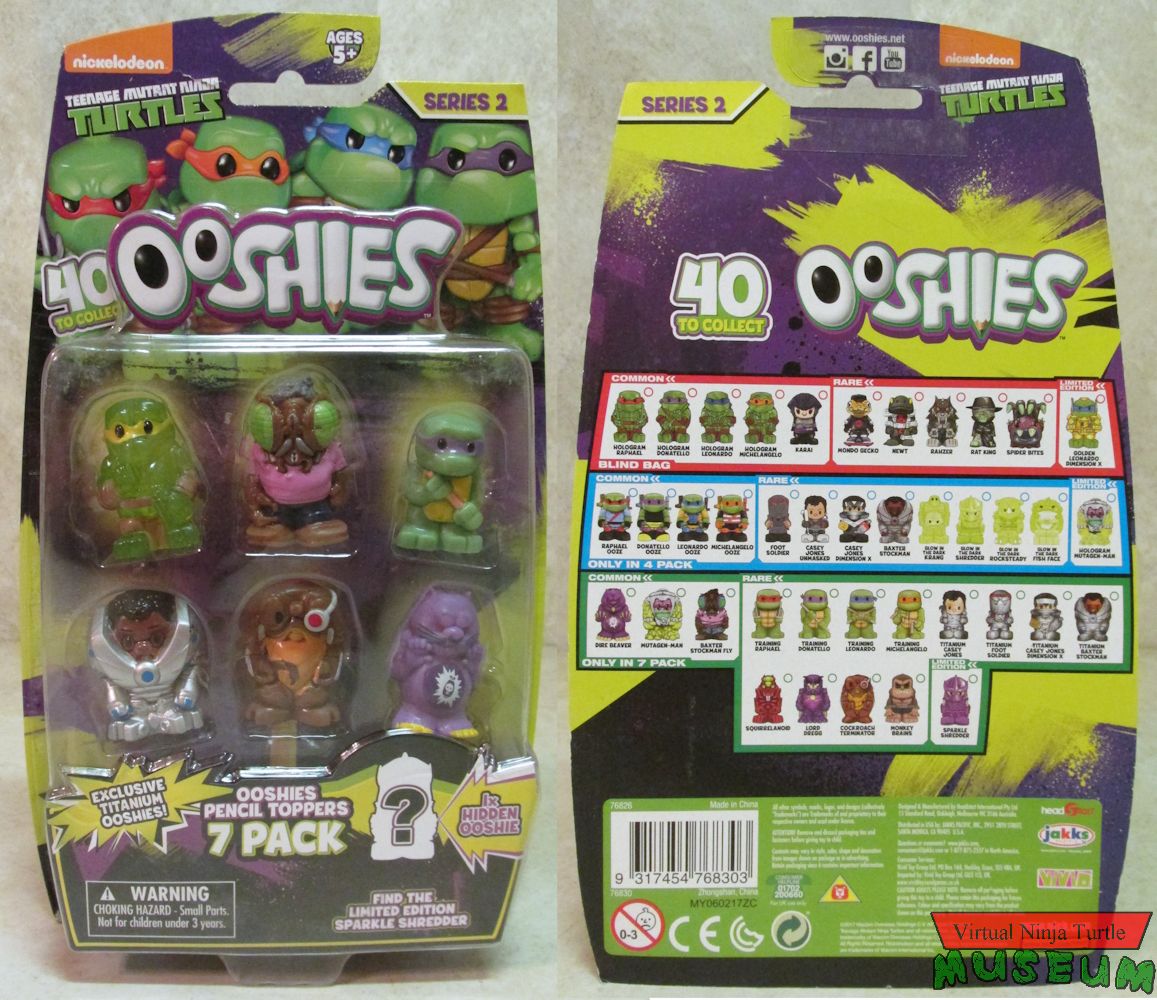 nickelodeon
AGES
5+
TEENAGE MUTANT NINJA
TURTLES
SERIES 2
40
TO COLLECT
OOSHIES
TM
EXCLUSIVE
TITANIUM
OOSHIES!
OOSHIES
PENCIL TOPPERS
7 PACK
?
1x
HIDDEN
OOSHIE
WARNING
CHOKING HAZARD - Small Parts.
Not for children under 3 years.
FIND THE
LIMITED EDITION
SPARKLE SHREDDER
www.ooshies.net
You
Tube
nickelodeon
SERIES 2
TEENAGE MUTANT NINJA
TURTLES
40
TO COLLECT
OOSHIES
TM
COMMON
RARE
LIMITED
EDITION
HOLOGRAM RAPHAEL
HOLOGRAM DONATELLO
HOLOGRAM LEONARDO
HOLOGRAM MICHELANGELO
KARAI
MONDO GECKO
NEWT
RAHZER
RAT KING
SPIDER BITES
GOLDEN LEONARDO DIMENSION X
BLIND BAG
COMMON
RARE
LIMITED
EDITION
RAPHAEL OOZE
DONATELLO OOZE
LEONARDO OOZE
MICHELANGELO OOZE
FOOT SOLDIER
CASEY JONES UNMASKED
CASEY JONES DIMENSION X
BAXTER STOCKMAN
GLOW IN THE DARK KRANG
GLOW IN THE DARK SHREDDER
GLOW IN THE DARK ROCKSTEADY
GLOW IN THE DARK FISH FACE
HOLOGRAM MUTAGEN-MAN
ONLY IN 4 PACK
COMMON
RARE
DIRE BEAVER
MUTAGEN-MAN
BAXTER STOCKMAN FLY
TRAINING RAPHAEL
TRAINING DONATELLO
TRAINING LEONARDO
TRAINING MICHELANGELO
TITANIUM CASEY JONES
TITANIUM FOOT SOLDIER
TITANIUM CASEY JONES DIMENSION X
TITANIUM BAXTER STOCKMAN
ONLY IN 7 PACK
LIMITED
EDITION
SQUIRRELANOID
LORD DREGG
COCKROACH TERMINATOR
MONKEY BRAINS
SPARKLE SHREDDER
76826
Made in China
9 317454 768303
76830
Zhongshan, China
MY060217ZC
0-3
CE
CONSUMER
HELPLINE
01702
200660
jakks
VIVID
Virtual Ninja Turtle
MUSEUM